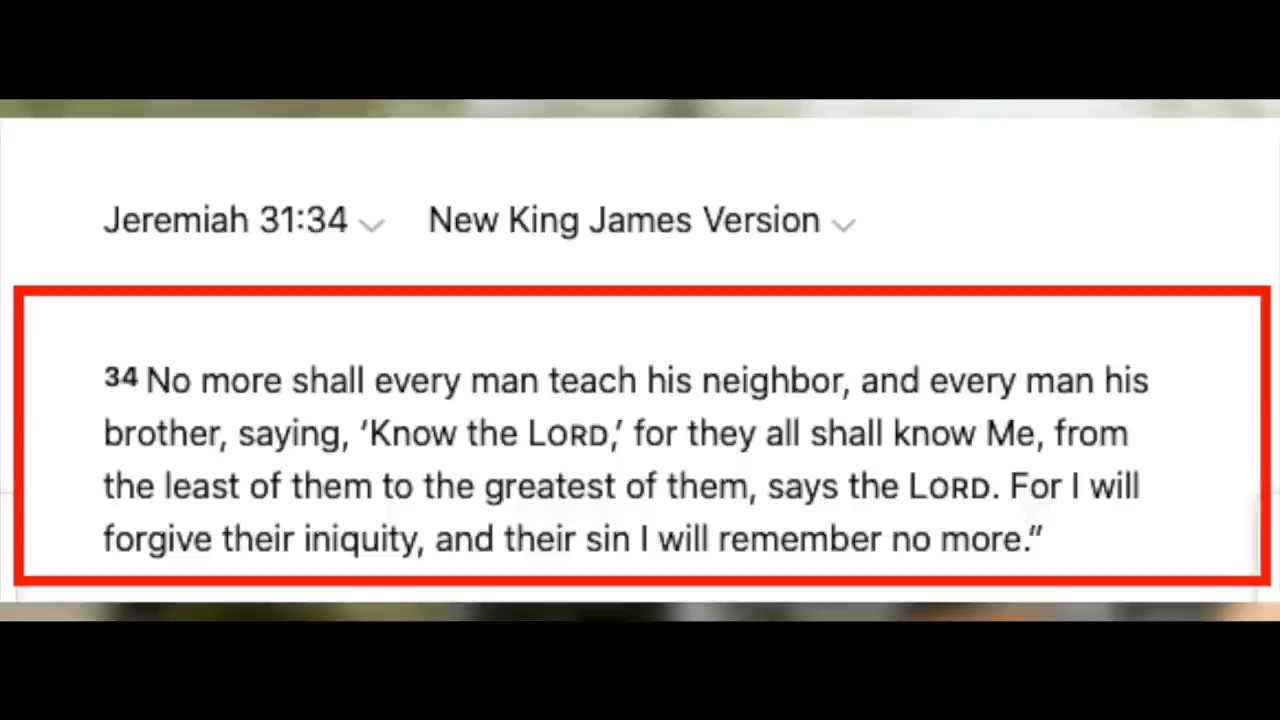 Jeremiah 31:34 New King James Version
34 No more shall every man teach his neighbor, and every man his
brother, saying, ‘Know the LORD,’ for they all shall know Me, from
the least of them to the greatest of them, says the LORD. For I will
forgive their iniquity, and their sin I will remember no more.”